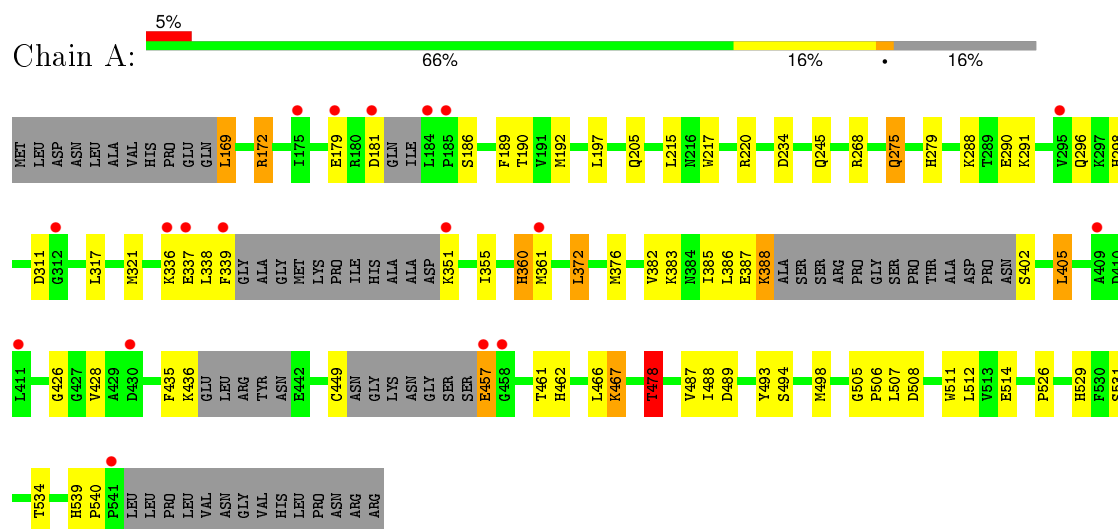 5%
Chain A:
66% 16% • 16%
MET LEU ASP ASN LEU ALA VAL HIS PRO GLU GLN L169 R172 I175 E179 R180 D181 GLN ILE L184 P185 S186 F189 T190 V191 M192 L197 Q205 L215 N216 W217 R220 D234 Q245 R268 Q275 H279 K288 T289 E290 K291 V295 Q296 K297
D311 G312 L317 M321 K336 E337 L338 F339 GLY ALA GLY MET LYS PRO ILE HIS ALA ALA ASP K351 I355 H360 M361 L372 M376 V382 K383 N384 I385 L386 E387 K388 ALA SER SER ARG PRO GLY SER PRO THR ALA ASP PRO ASN S402 L405 A409
L411 G426 G427 V428 A429 D430 F435 K436 GLU LEU ARG TYR ASN E442 C449 ASN GLY LYS ASN GLY SER SER E457 G458 T461 H462 L466 K467 T478 V487 I488 D489 Y493 S494 M498 G505 P506 L507 D508 W511 L512 V513 E514 P526 H529 F530 S531
T534 H539 P540 P541 LEU LEU PRO LEU VAL ASN GLY VAL HIS LEU PRO ASN ARG ARG